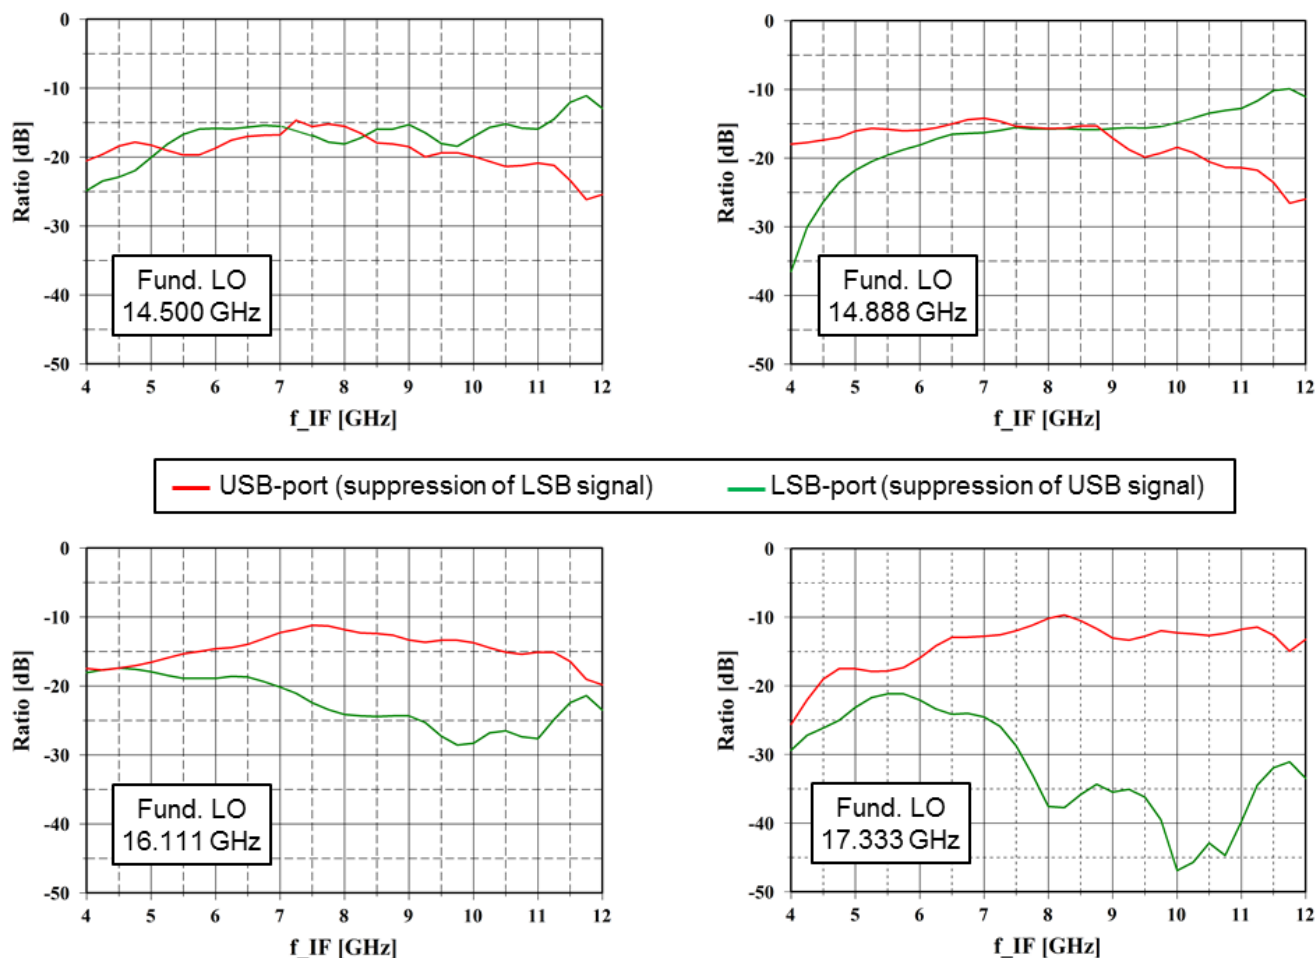 0
-10
-20
-30
-40
-50
Ratio [dB]
Fund. LO
14.500 GHz
4 5 6 7 8 9 10 11 12
f_IF [GHz]
0
-10
-20
-30
-40
-50
Ratio [dB]
Fund. LO
14.888 GHz
4 5 6 7 8 9 10 11 12
f_IF [GHz]
USB-port (suppression of LSB signal)
LSB-port (suppression of USB signal)
0
-10
-20
-30
-40
-50
Ratio [dB]
Fund. LO
16.111 GHz
4 5 6 7 8 9 10 11 12
f_IF [GHz]
0
-10
-20
-30
-40
-50
Ratio [dB]
Fund. LO
17.333 GHz
4 5 6 7 8 9 10 11 12
f_IF [GHz]